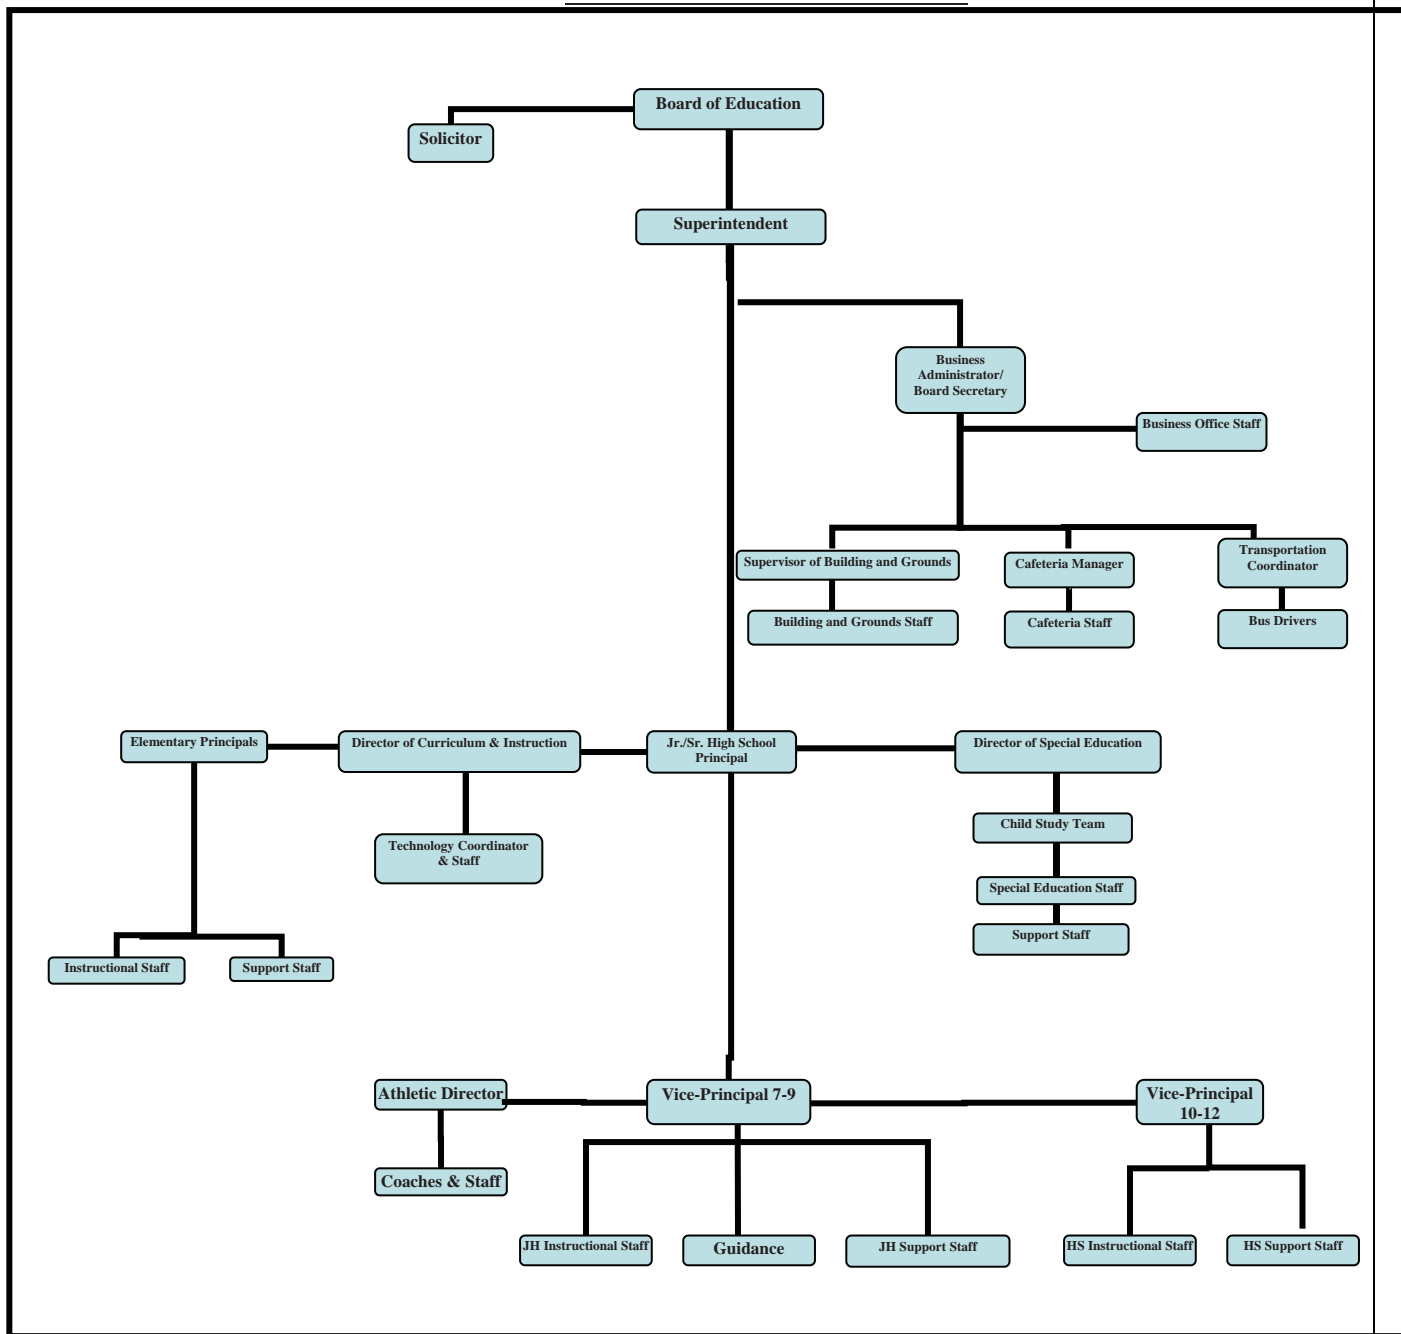 Board of Education
Solicitor
Superintendent
Business
Administrator/
Board Secretary
Business Office Staff
Supervisor of Building and Grounds
Cafeteria Manager
Transportation
Coordinator
Building and Grounds Staff
Cafeteria Staff
Bus Drivers
Elementary Principals
Director of Curriculum & Instruction
Jr./Sr. High School
Principal
Director of Special Education
Technology Coordinator
& Staff
Child Study Team
Special Education Staff
Support Staff
Instructional Staff
Support Staff
Athletic Director
Vice-Principal 7-9
Vice-Principal
10-12
Coaches & Staff
JH Instructional Staff
Guidance
JH Support Staff
HS Instructional Staff
HS Support Staff